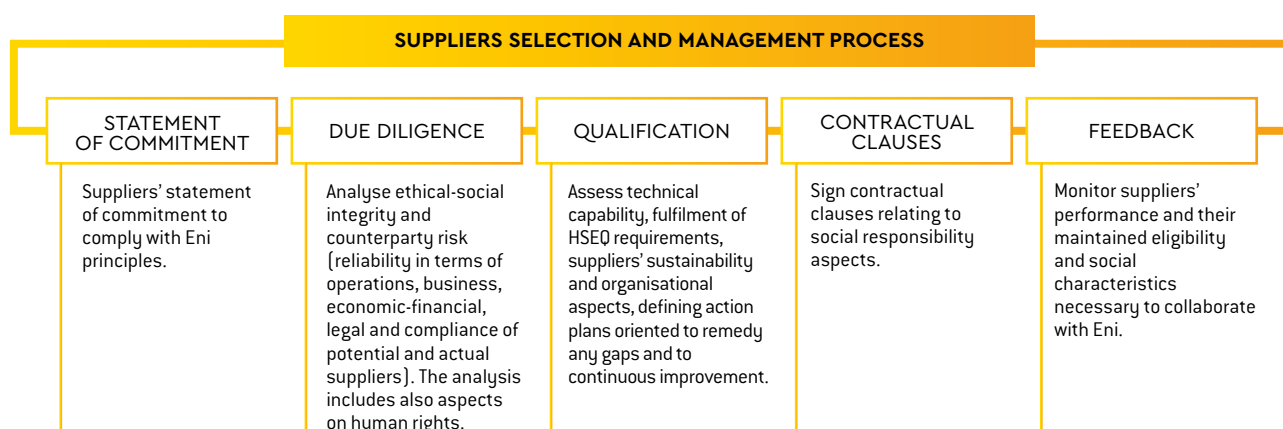 SUPPLIERS SELECTION AND MANAGEMENT PROCESS
STATEMENT
OF COMMITMENT
Suppliers' statement
of commitment to
comply with Eni
principles.
DUE DILIGENCE
Analyse ethical-social
integrity and
counterparty risk
(reliability in terms of
operations, business,
economic-financial,
legal and compliance of
potential and actual
suppliers). The analysis
includes also aspects
on human rights.
QUALIFICATION
Assess technical
capability, fulfilment of
HSEQ requirements,
suppliers' sustainability
and organisational
aspects, defining action
plans oriented to remedy
any gaps and to
continuous improvement.
CONTRACTUAL
CLAUSES
Sign contractual
clauses relating to
social responsibility
aspects.
FEEDBACK
Monitor suppliers'
performance and their
maintained eligibility
and social
characteristics
necessary to collaborate
with Eni.